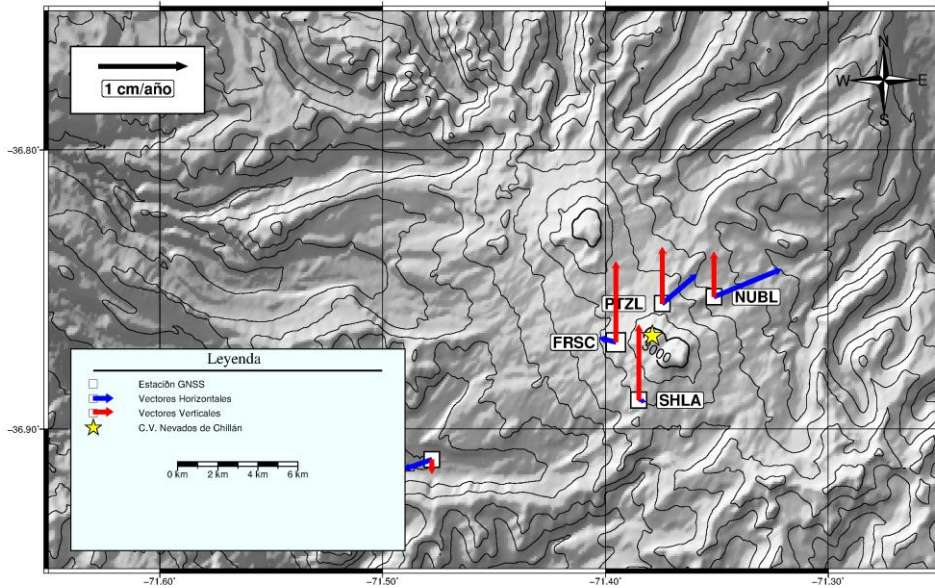 1 cm/año
N
W
E
S
−36.80˚
PTZL
NUBL
FRSC
3000
SHLA
Leyenda
Estación GNSS
Vectores Horizontales
Vectores Verticales
C.V. Nevados de Chillán
0 km 2 km 4 km 6 km
−36.90˚
−71.60˚
−71.50˚
−71.40˚
−71.30˚